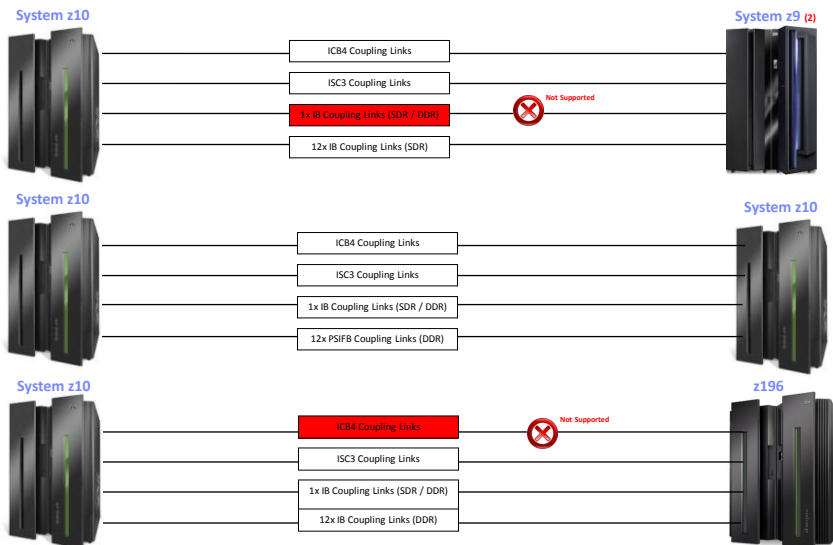 System z10
System z9 (2)
ICB4 Coupling Links
ISC3 Coupling Links
Not Supported
1x IB Coupling Links (SDR / DDR)
12x IB Coupling Links (SDR)
System z10
System z10
ICB4 Coupling Links
ISC3 Coupling Links
1x IB Coupling Links (SDR / DDR)
12x PSIFB Coupling Links (DDR)
System z10
z196
Not Supported
ICB4 Coupling Links
ISC3 Coupling Links
1x IB Coupling Links (SDR / DDR)
12x IB Coupling Links (DDR)